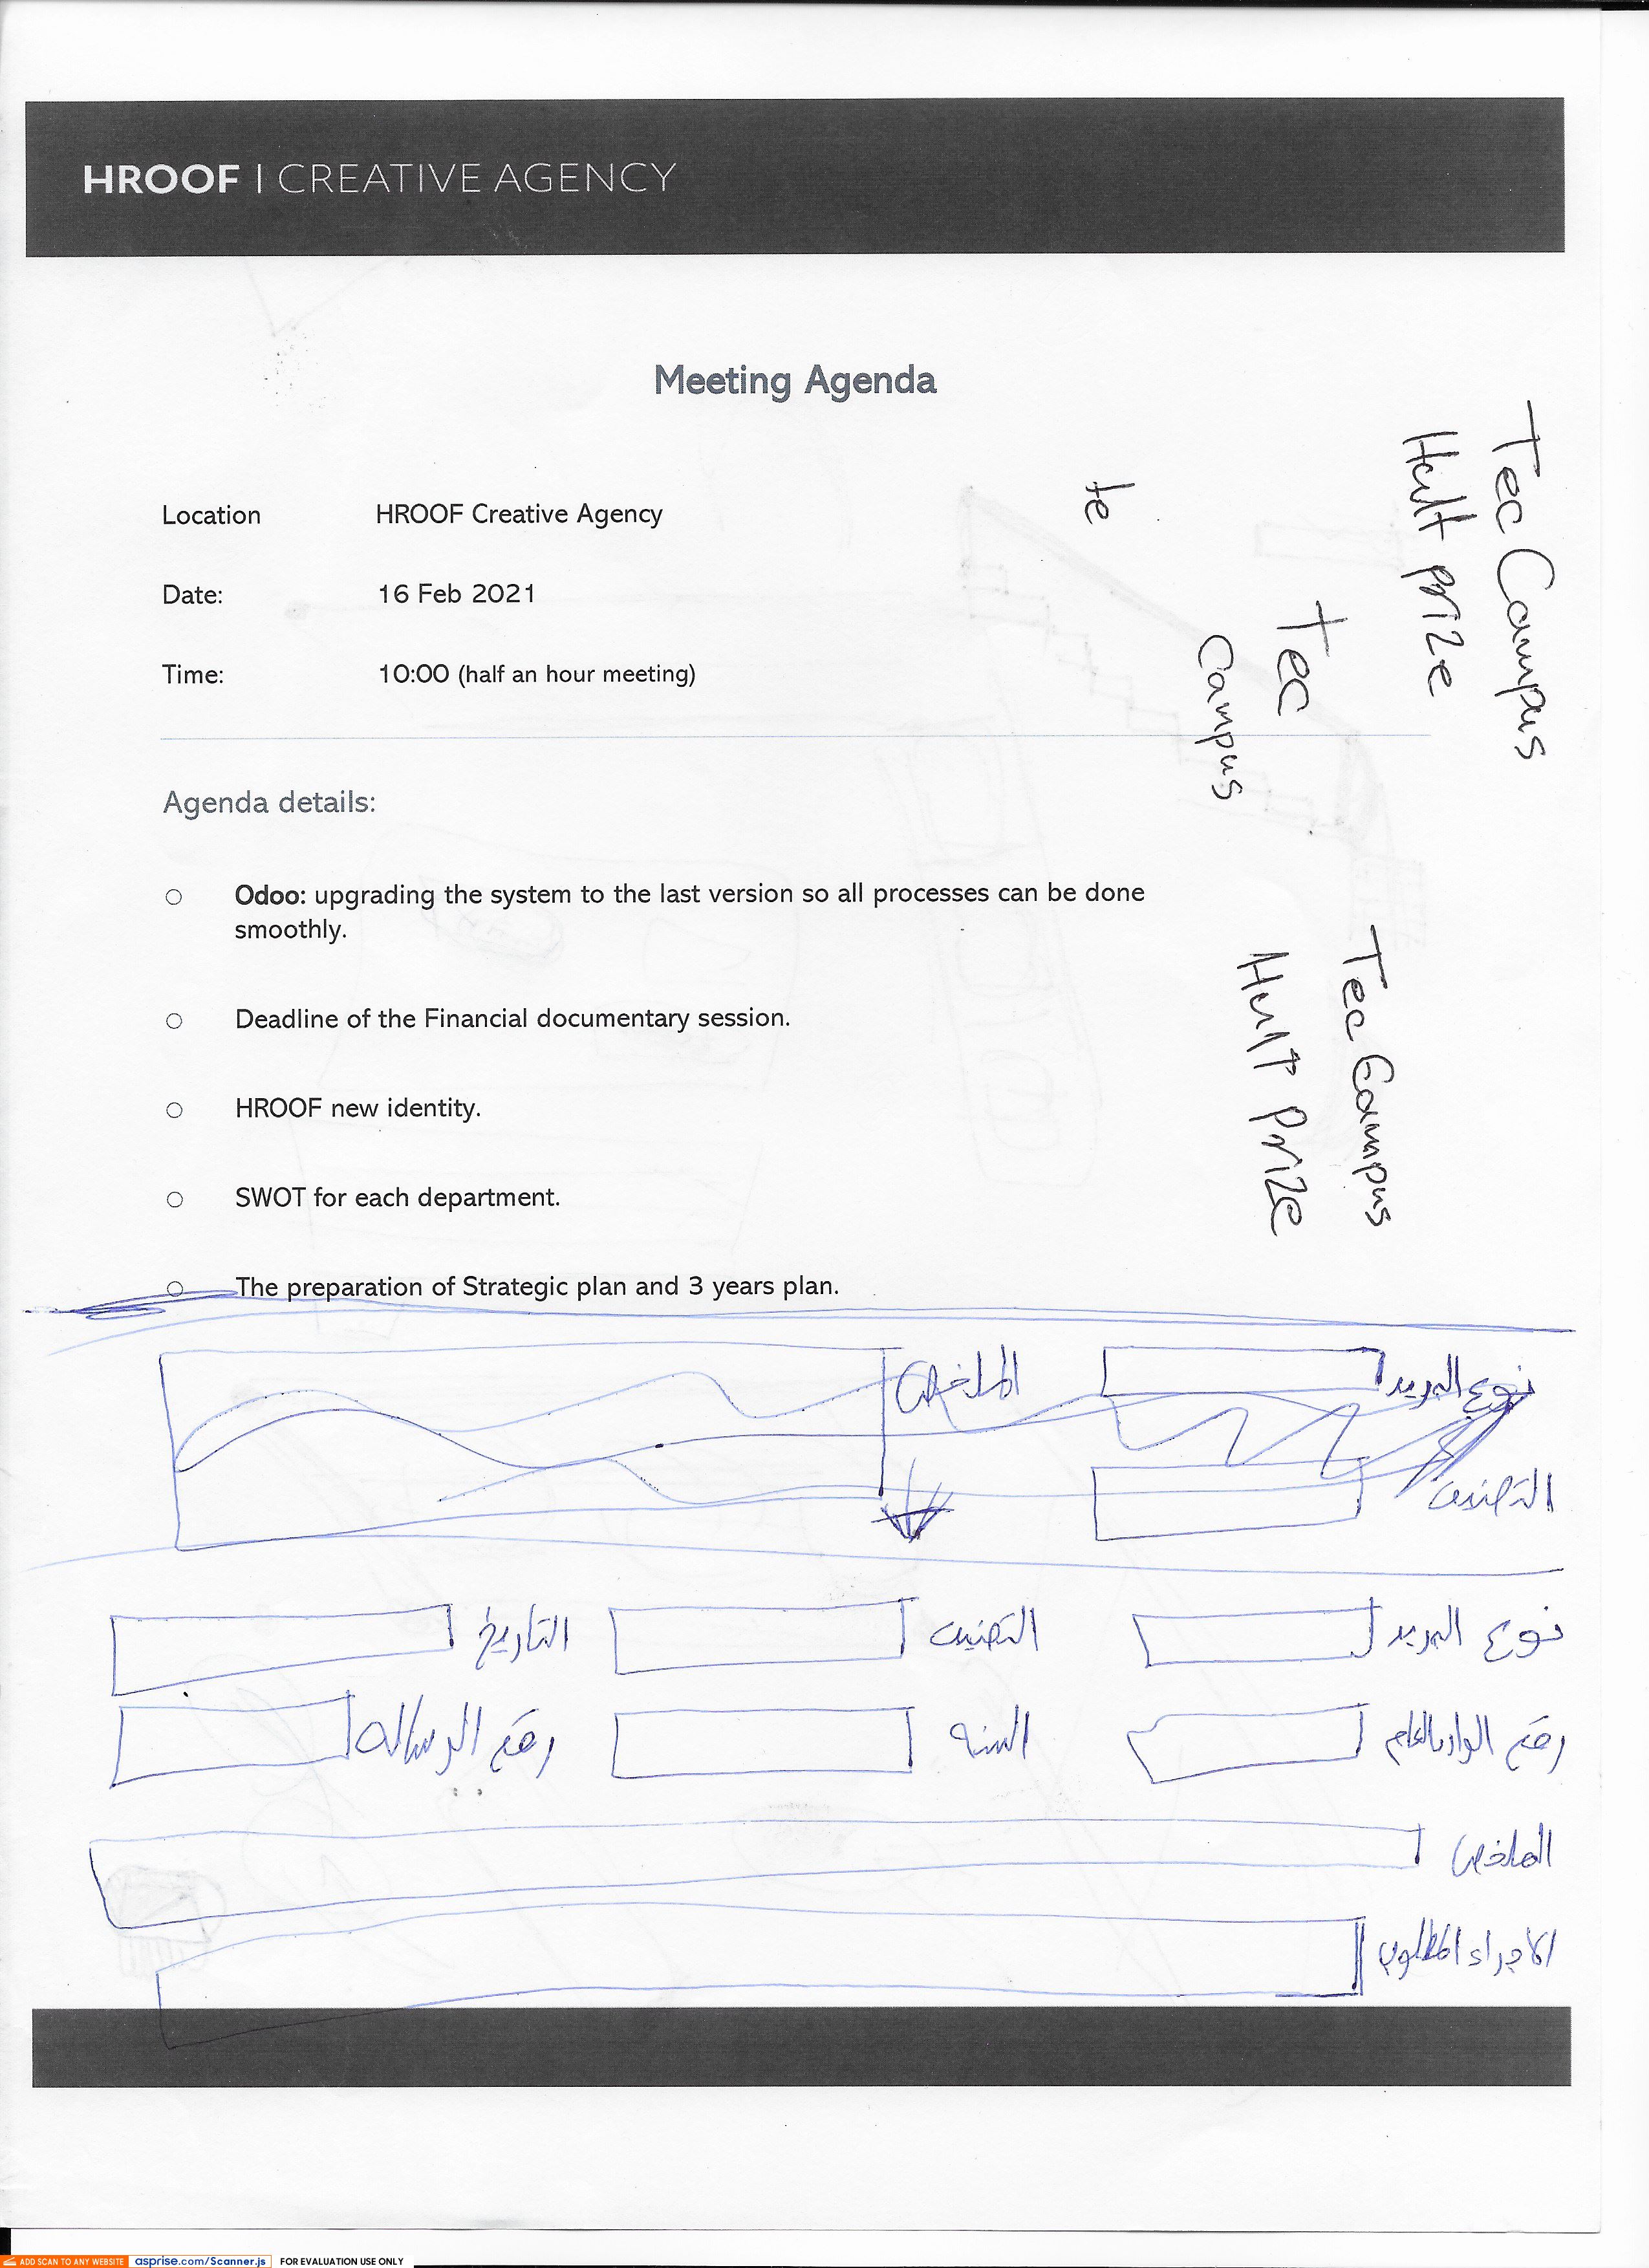 HROOF | CREATIVE AGENCY
Meeting Agenda
Location HROOF Creative Agency
Date: 16 Feb 2021
Time: 10:00 (half an hour meeting)
Agenda details:
Odoo: upgrading the system to the last version so all processes can be done
smoothly.
Deadline of the Financial documentary session.
HROOF new identity.
SWOT for each department.
The preparation of Strategic plan and 3 years plan.
Tec Campus
Hult Prize
te
Tec
Campus
Tec Campus
Hult Prize
نوع البريد الملخص
التصنيف
نوع البريد التصنيف التاريخ
رقم الوارد العام السنه رقم الرساله
الملخص
الاجراء المطلوب
ADD SCAN TO ANY WEBSITE asprise.com/Scanner.js FOR EVALUATION USE ONLY